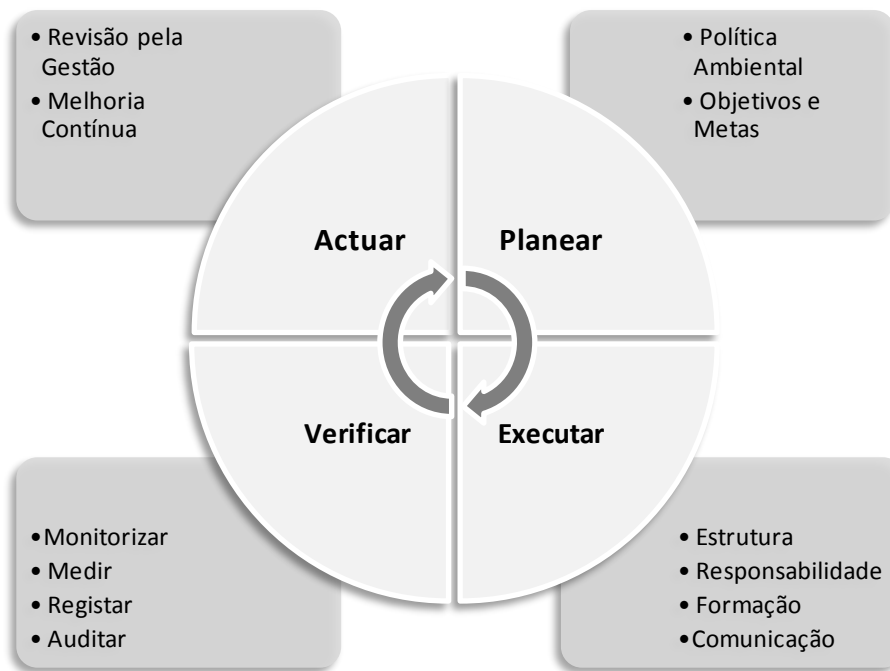 • Revisão pela
Gestão
• Melhoria
Contínua
• Política
Ambiental
• Objetivos e
Metas
Actuar
Planear
Verificar
Executar
•Monitorizar
• Medir
• Registar
• Auditar
• Estrutura
• Responsabilidade
• Formação
•Comunicação